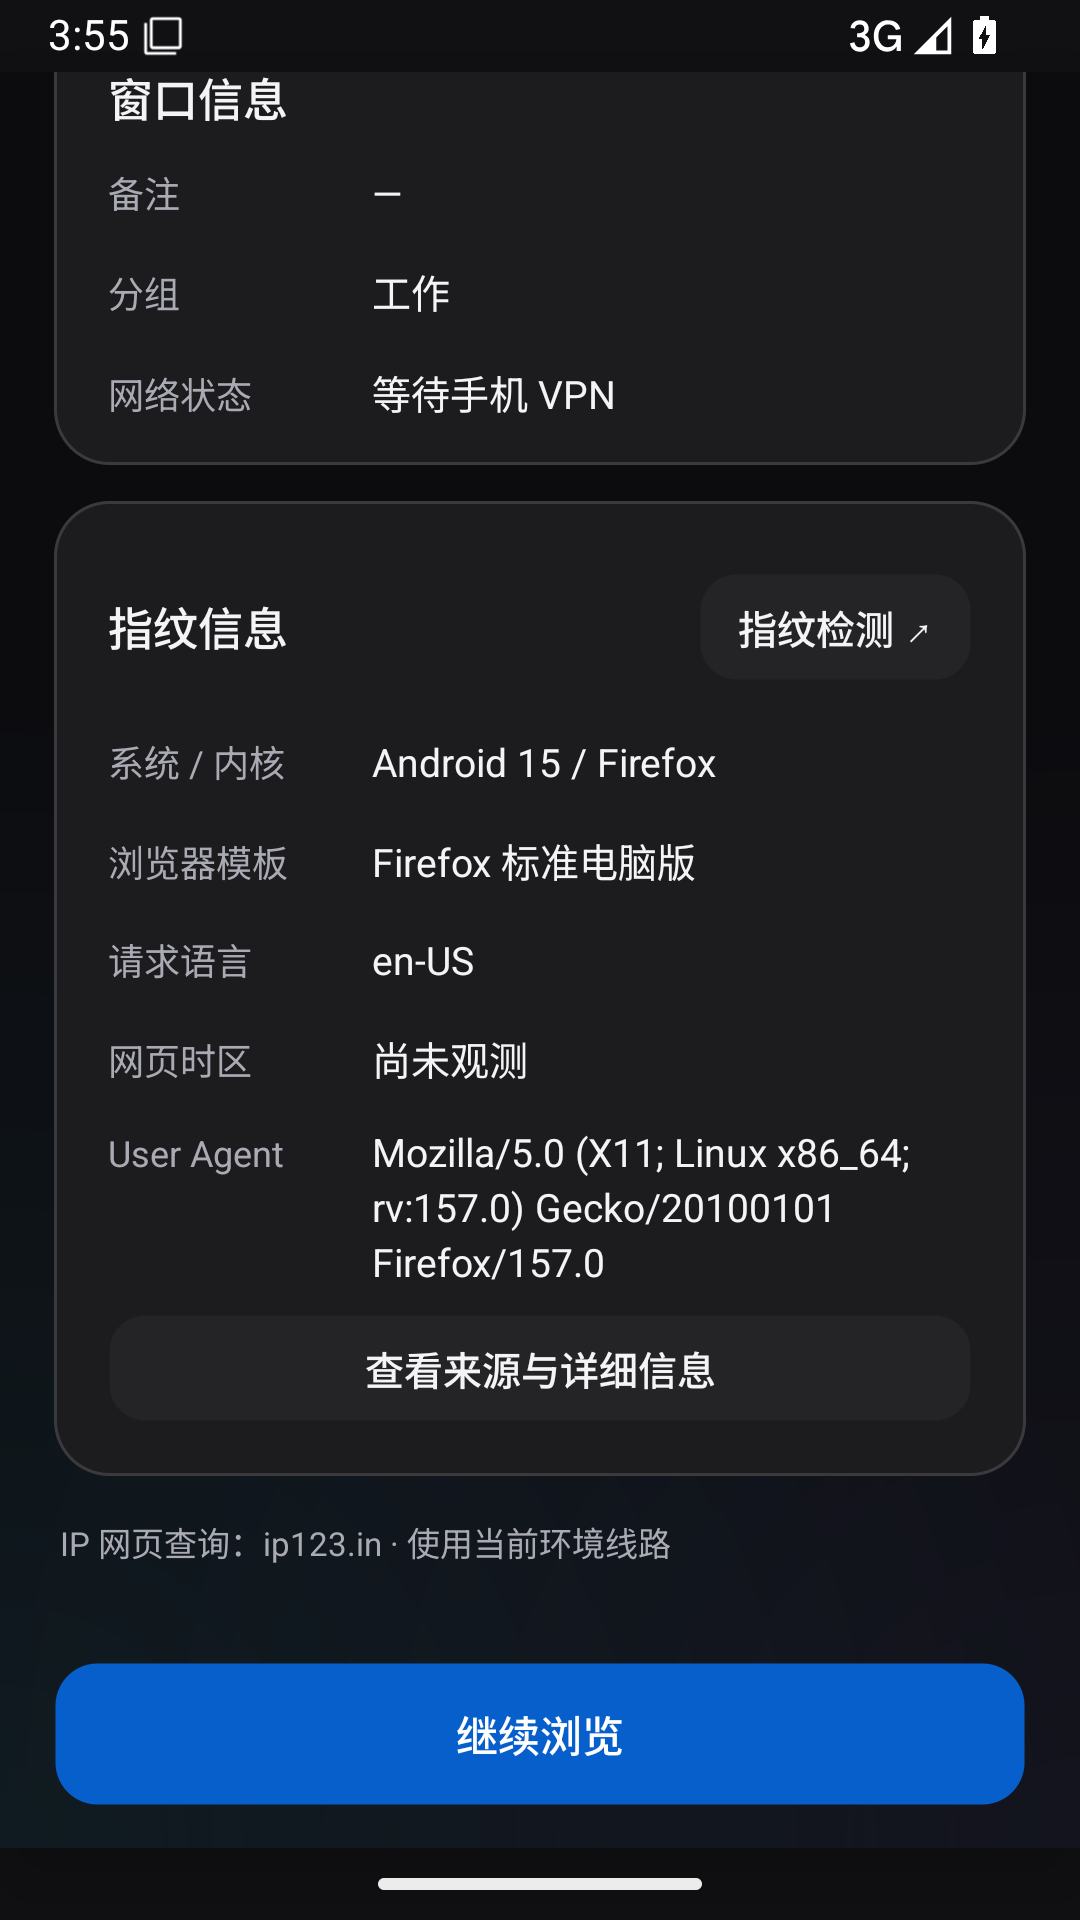 3:55 3G
窗口信息
备注 —
分组 工作
网络状态 等待手机 VPN
指纹信息 指纹检测 ↗
系统 / 内核 Android 15 / Firefox
浏览器模板 Firefox 标准电脑版
请求语言 en-US
网页时区 尚未观测
User Agent Mozilla/5.0 (X11; Linux x86_64;
rv:157.0) Gecko/20100101
Firefox/157.0
查看来源与详细信息
IP 网页查询：ip123.in · 使用当前环境线路
继续浏览